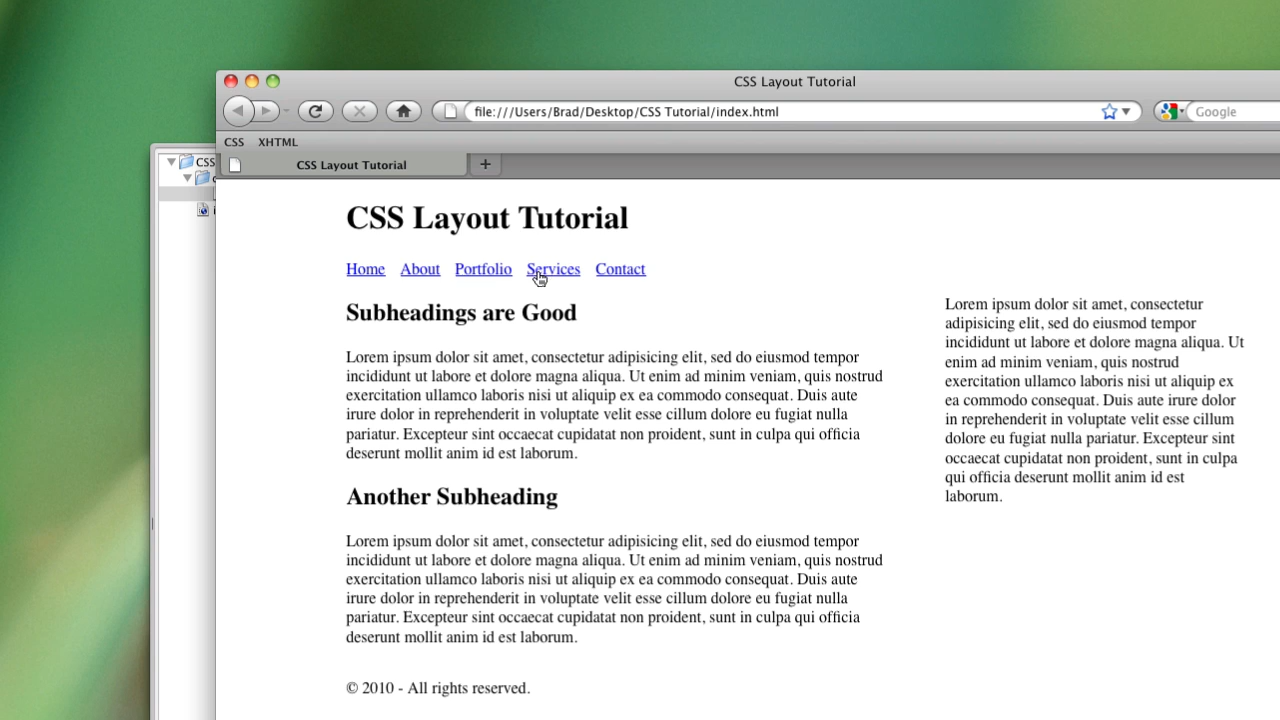 CSS Layout Tutorial
file:///Users/Brad/Desktop/CSS Tutorial/index.html
Google
CSS XHTML
CSS Layout Tutorial
CSS
CSS Layout Tutorial
Home About Portfolio Services Contact
Subheadings are Good
Lorem ipsum dolor sit amet, consectetur adipisicing elit, sed do eiusmod tempor
incididunt ut labore et dolore magna aliqua. Ut enim ad minim veniam, quis nostrud
exercitation ullamco laboris nisi ut aliquip ex ea commodo consequat. Duis aute
irure dolor in reprehenderit in voluptate velit esse cillum dolore eu fugiat nulla
pariatur. Excepteur sint occaecat cupidatat non proident, sunt in culpa qui officia
deserunt mollit anim id est laborum.
Another Subheading
Lorem ipsum dolor sit amet, consectetur adipisicing elit, sed do eiusmod tempor
incididunt ut labore et dolore magna aliqua. Ut enim ad minim veniam, quis nostrud
exercitation ullamco laboris nisi ut aliquip ex ea commodo consequat. Duis aute
irure dolor in reprehenderit in voluptate velit esse cillum dolore eu fugiat nulla
pariatur. Excepteur sint occaecat cupidatat non proident, sunt in culpa qui officia
deserunt mollit anim id est laborum.
Lorem ipsum dolor sit amet, consectetur
adipisicing elit, sed do eiusmod tempor
incididunt ut labore et dolore magna aliqua. Ut
enim ad minim veniam, quis nostrud
exercitation ullamco laboris nisi ut aliquip ex
ea commodo consequat. Duis aute irure dolor
in reprehenderit in voluptate velit esse cillum
dolore eu fugiat nulla pariatur. Excepteur sint
occaecat cupidatat non proident, sunt in culpa
qui officia deserunt mollit anim id est
laborum.
© 2010 - All rights reserved.